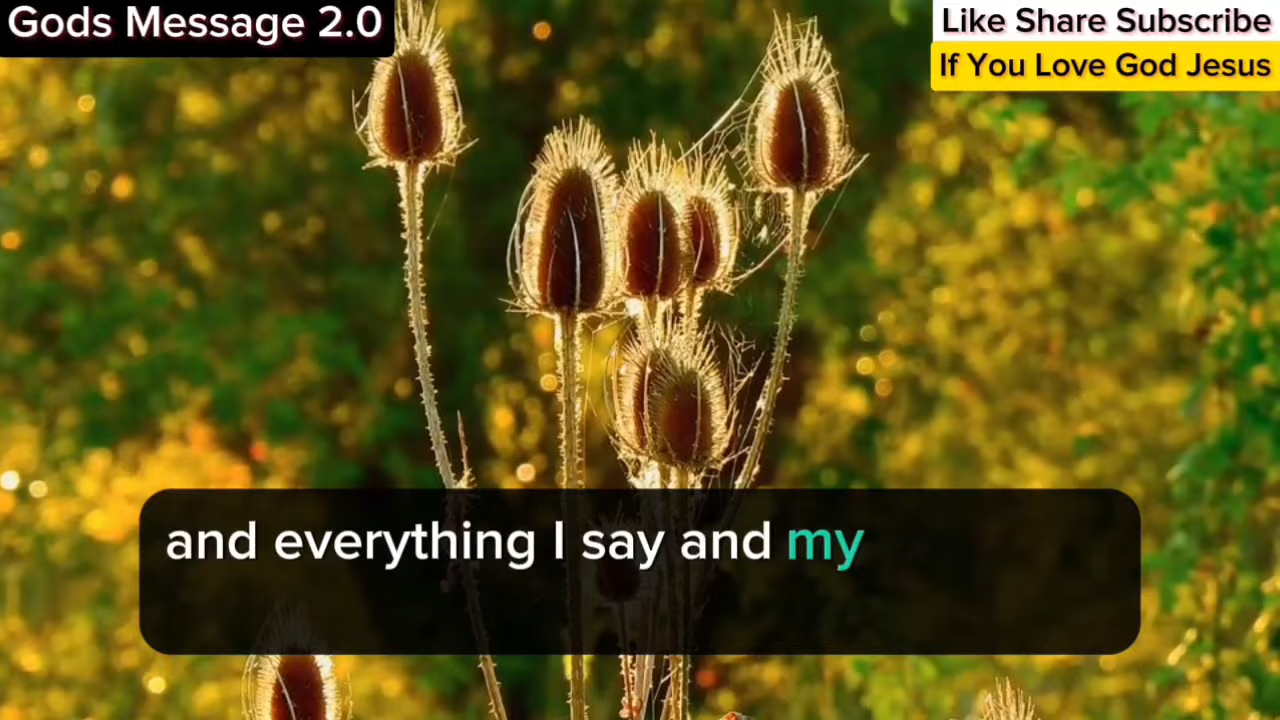 Gods Message 2.0
Like Share Subscribe
If You Love God Jesus
and everything I say and my